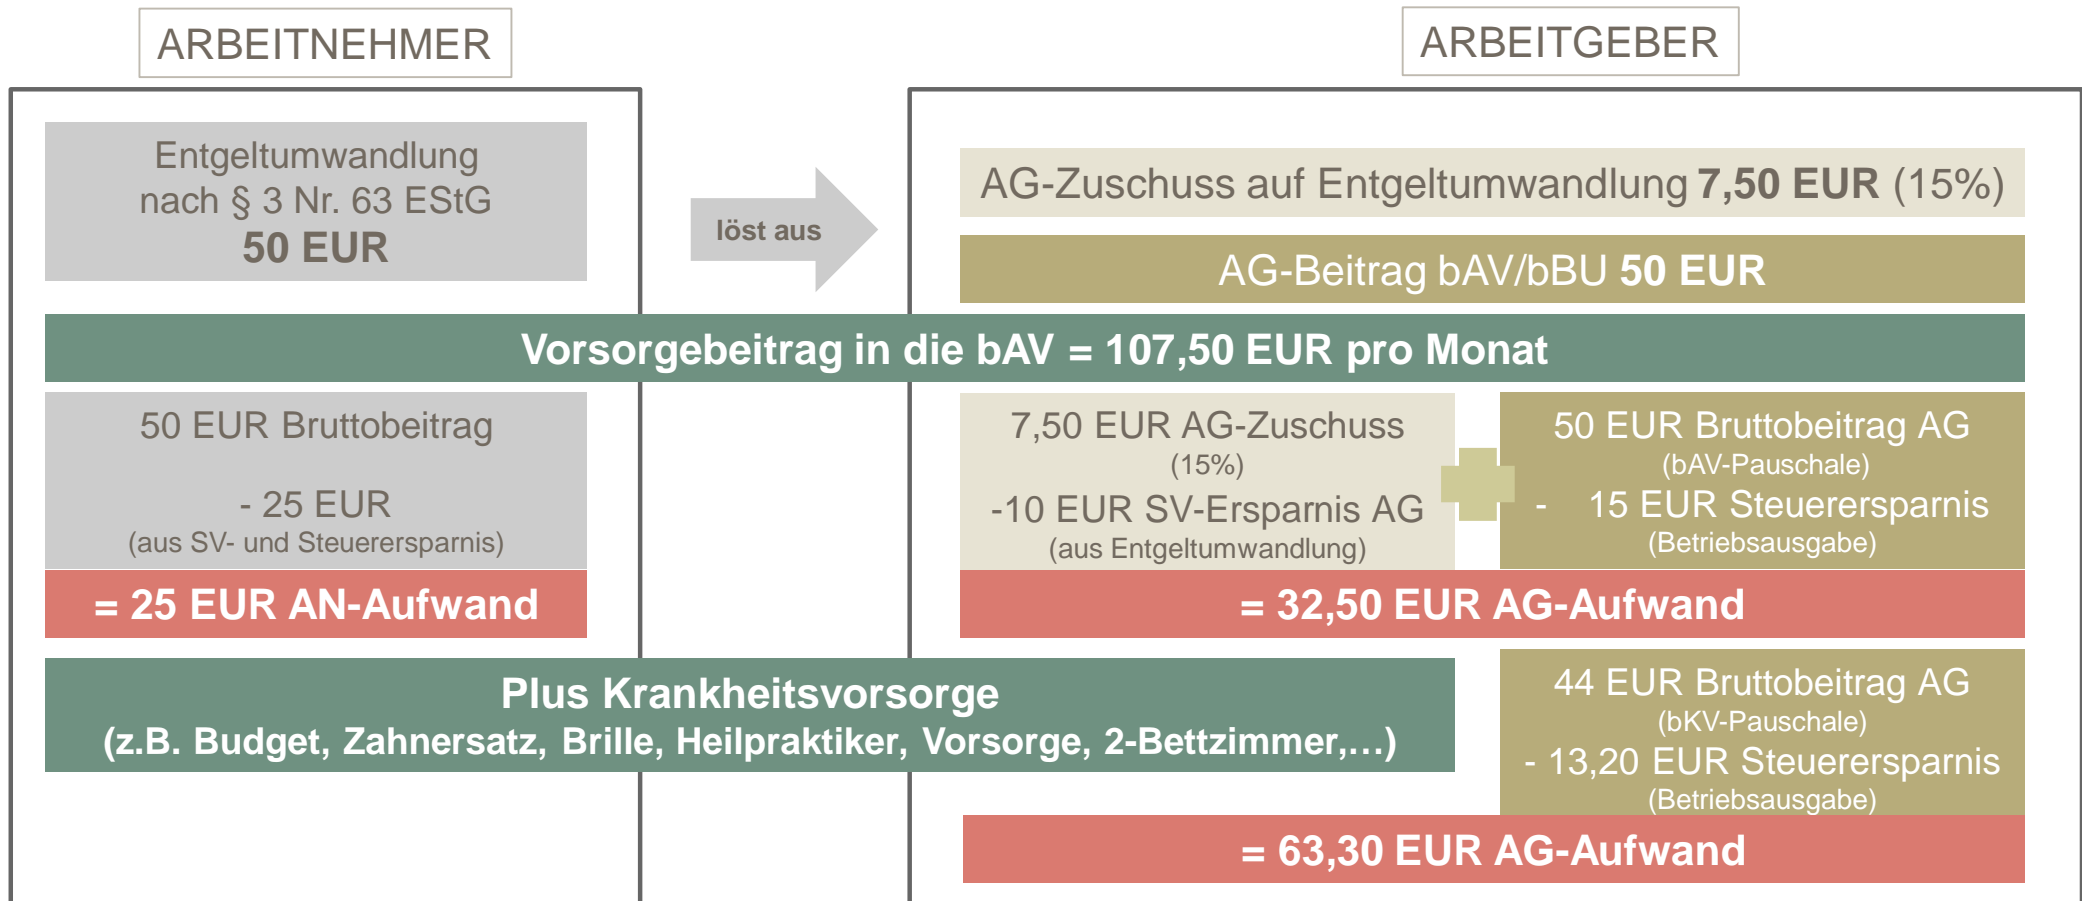 ARBEITNEHMER
ARBEITGEBER
Entgeltumwandlung
nach § 3 Nr. 63 EStG
50 EUR
löst aus
AG-Zuschuss auf Entgeltumwandlung 7,50 EUR (15%)
AG-Beitrag bAV/bBU 50 EUR
Vorsorgebeitrag in die bAV = 107,50 EUR pro Monat
50 EUR Bruttobeitrag
- 25 EUR
(aus SV- und Steuerersparnis)
= 25 EUR AN-Aufwand
7,50 EUR AG-Zuschuss
(15%)
-10 EUR SV-Ersparnis AG
(aus Entgeltumwandlung)
50 EUR Bruttobeitrag AG
(bAV-Pauschale)
- 15 EUR Steuerersparnis
(Betriebsausgabe)
= 32,50 EUR AG-Aufwand
Plus Krankheitsvorsorge
(z.B. Budget, Zahnersatz, Brille, Heilpraktiker, Vorsorge, 2-Bettzimmer,…)
44 EUR Bruttobeitrag AG
(bKV-Pauschale)
- 13,20 EUR Steuerersparnis
(Betriebsausgabe)
= 63,30 EUR AG-Aufwand